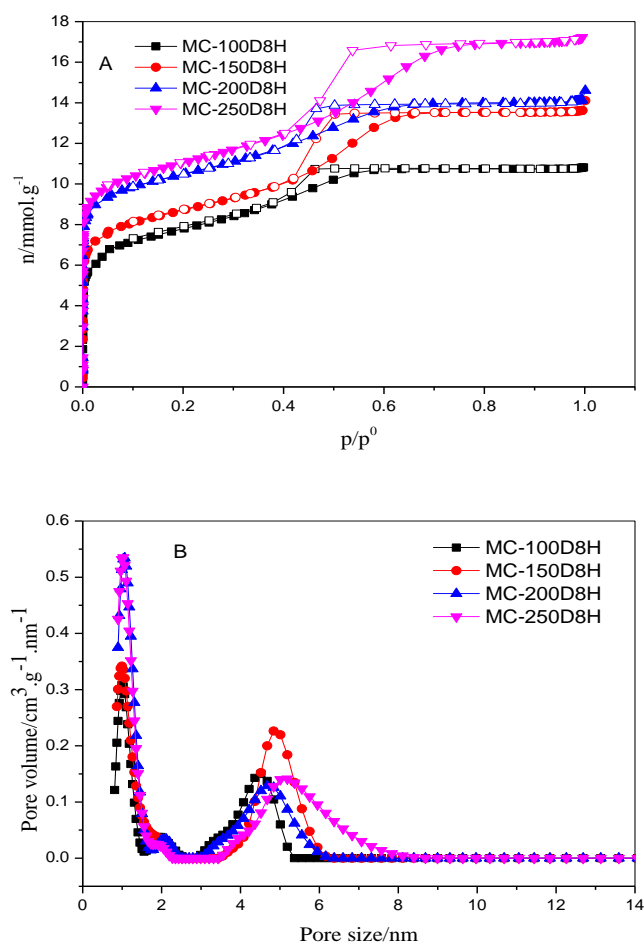 A
MC-100D8H
MC-150D8H
MC-200D8H
MC-250D8H
n/mmol.g⁻¹
18
16
14
12
10
8
6
4
2
0
0.0 0.2 0.4 0.6 0.8 1.0
p/p⁰
B
MC-100D8H
MC-150D8H
MC-200D8H
MC-250D8H
Pore volume/cm³.g⁻¹.nm⁻¹
0.6
0.5
0.4
0.3
0.2
0.1
0.0
0 2 4 6 8 10 12 14
Pore size/nm